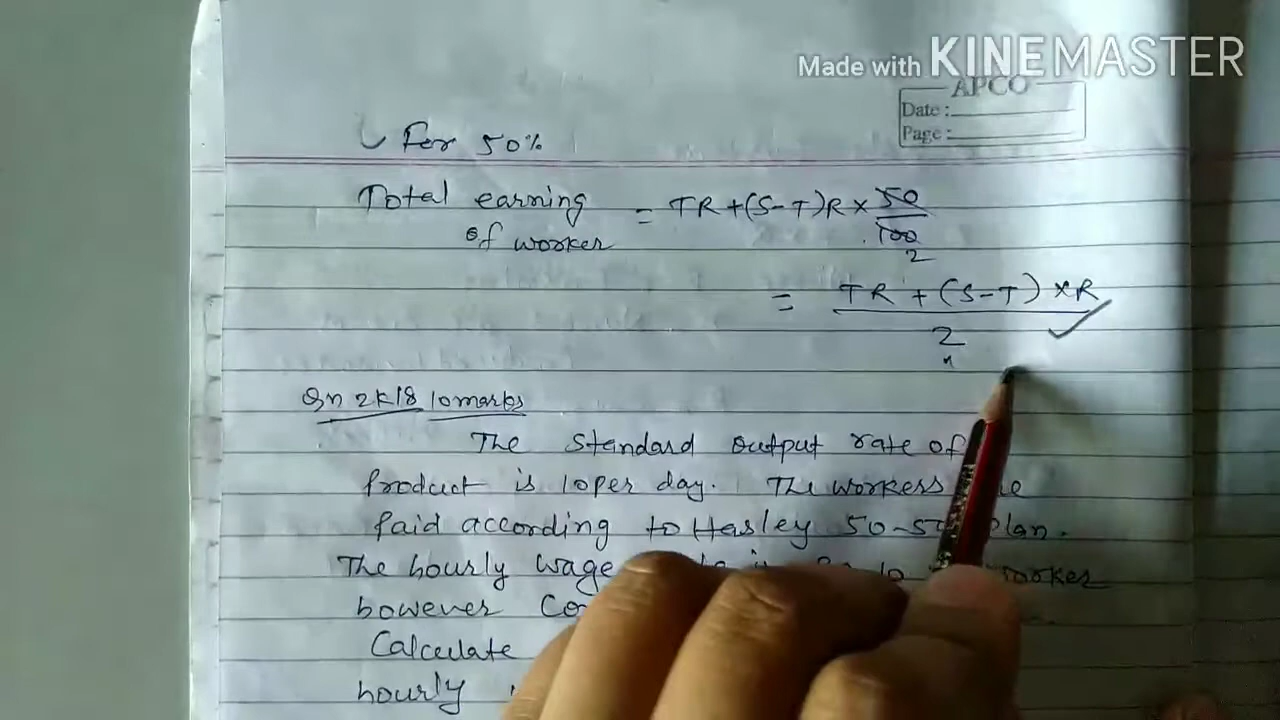 Made with KINEMASTER
APCO
Date :
Page :
For 50%
Total earning of worker = TR + (S-T)R × 50/100 2
= TR + (S-T) × R / 2
Qn 2k18 10marks
The Standard output rate of
Product is 10 per day. The workers
Paid according to Hasley 50-50 plan.
The hourly wage
however
Calculate
hourly